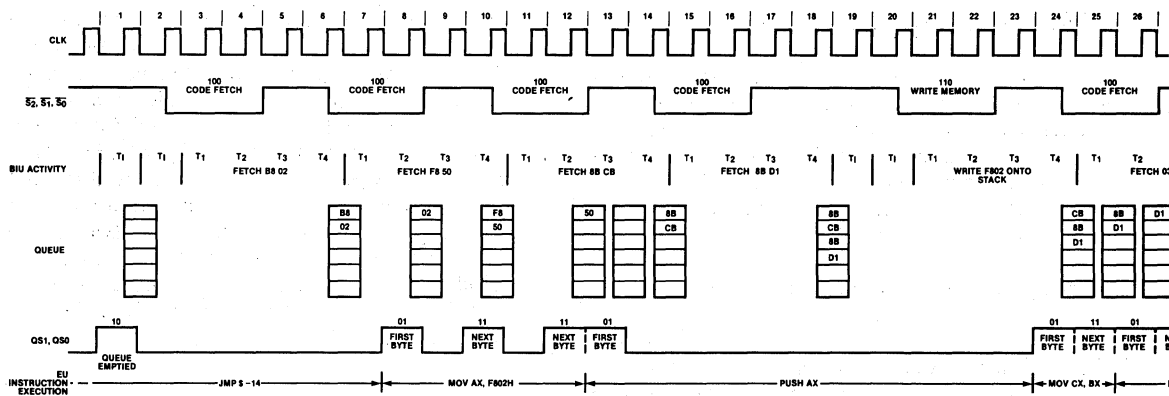 1 2 3 4 5 6 7 8 9 10 11 12 13 14 15 16 17 18 19 20 21 22 23 24 25 26
CLK
100 100 100 100 110 100
S2, S1, S0 CODE FETCH CODE FETCH CODE FETCH CODE FETCH WRITE MEMORY CODE FETCH
BIU ACTIVITY TI TI T1 T2 T3 T4 T1 T2 T3 T4 T1 T2 T3 T4 T1 T2 T3 T4 TI TI T1 T2 T3 T4 T1 T2
FETCH B8 02 FETCH F8 50 FETCH 8B CB FETCH 8B D1 WRITE F802 ONTO STACK FETCH 03
QUEUE
B8 02 F8 50 8B 8B CB 8B D1
02 50 CB CB 8B D1
8B D1
D1
10 01 11 11 01 01 11 01
QS1, QS0 QUEUE EMPTIED FIRST BYTE NEXT BYTE NEXT BYTE FIRST BYTE FIRST BYTE NEXT BYTE FIRST BYTE
EU INSTRUCTION EXECUTION JMP $ -14 MOV AX, F802H PUSH AX MOV CX, BX